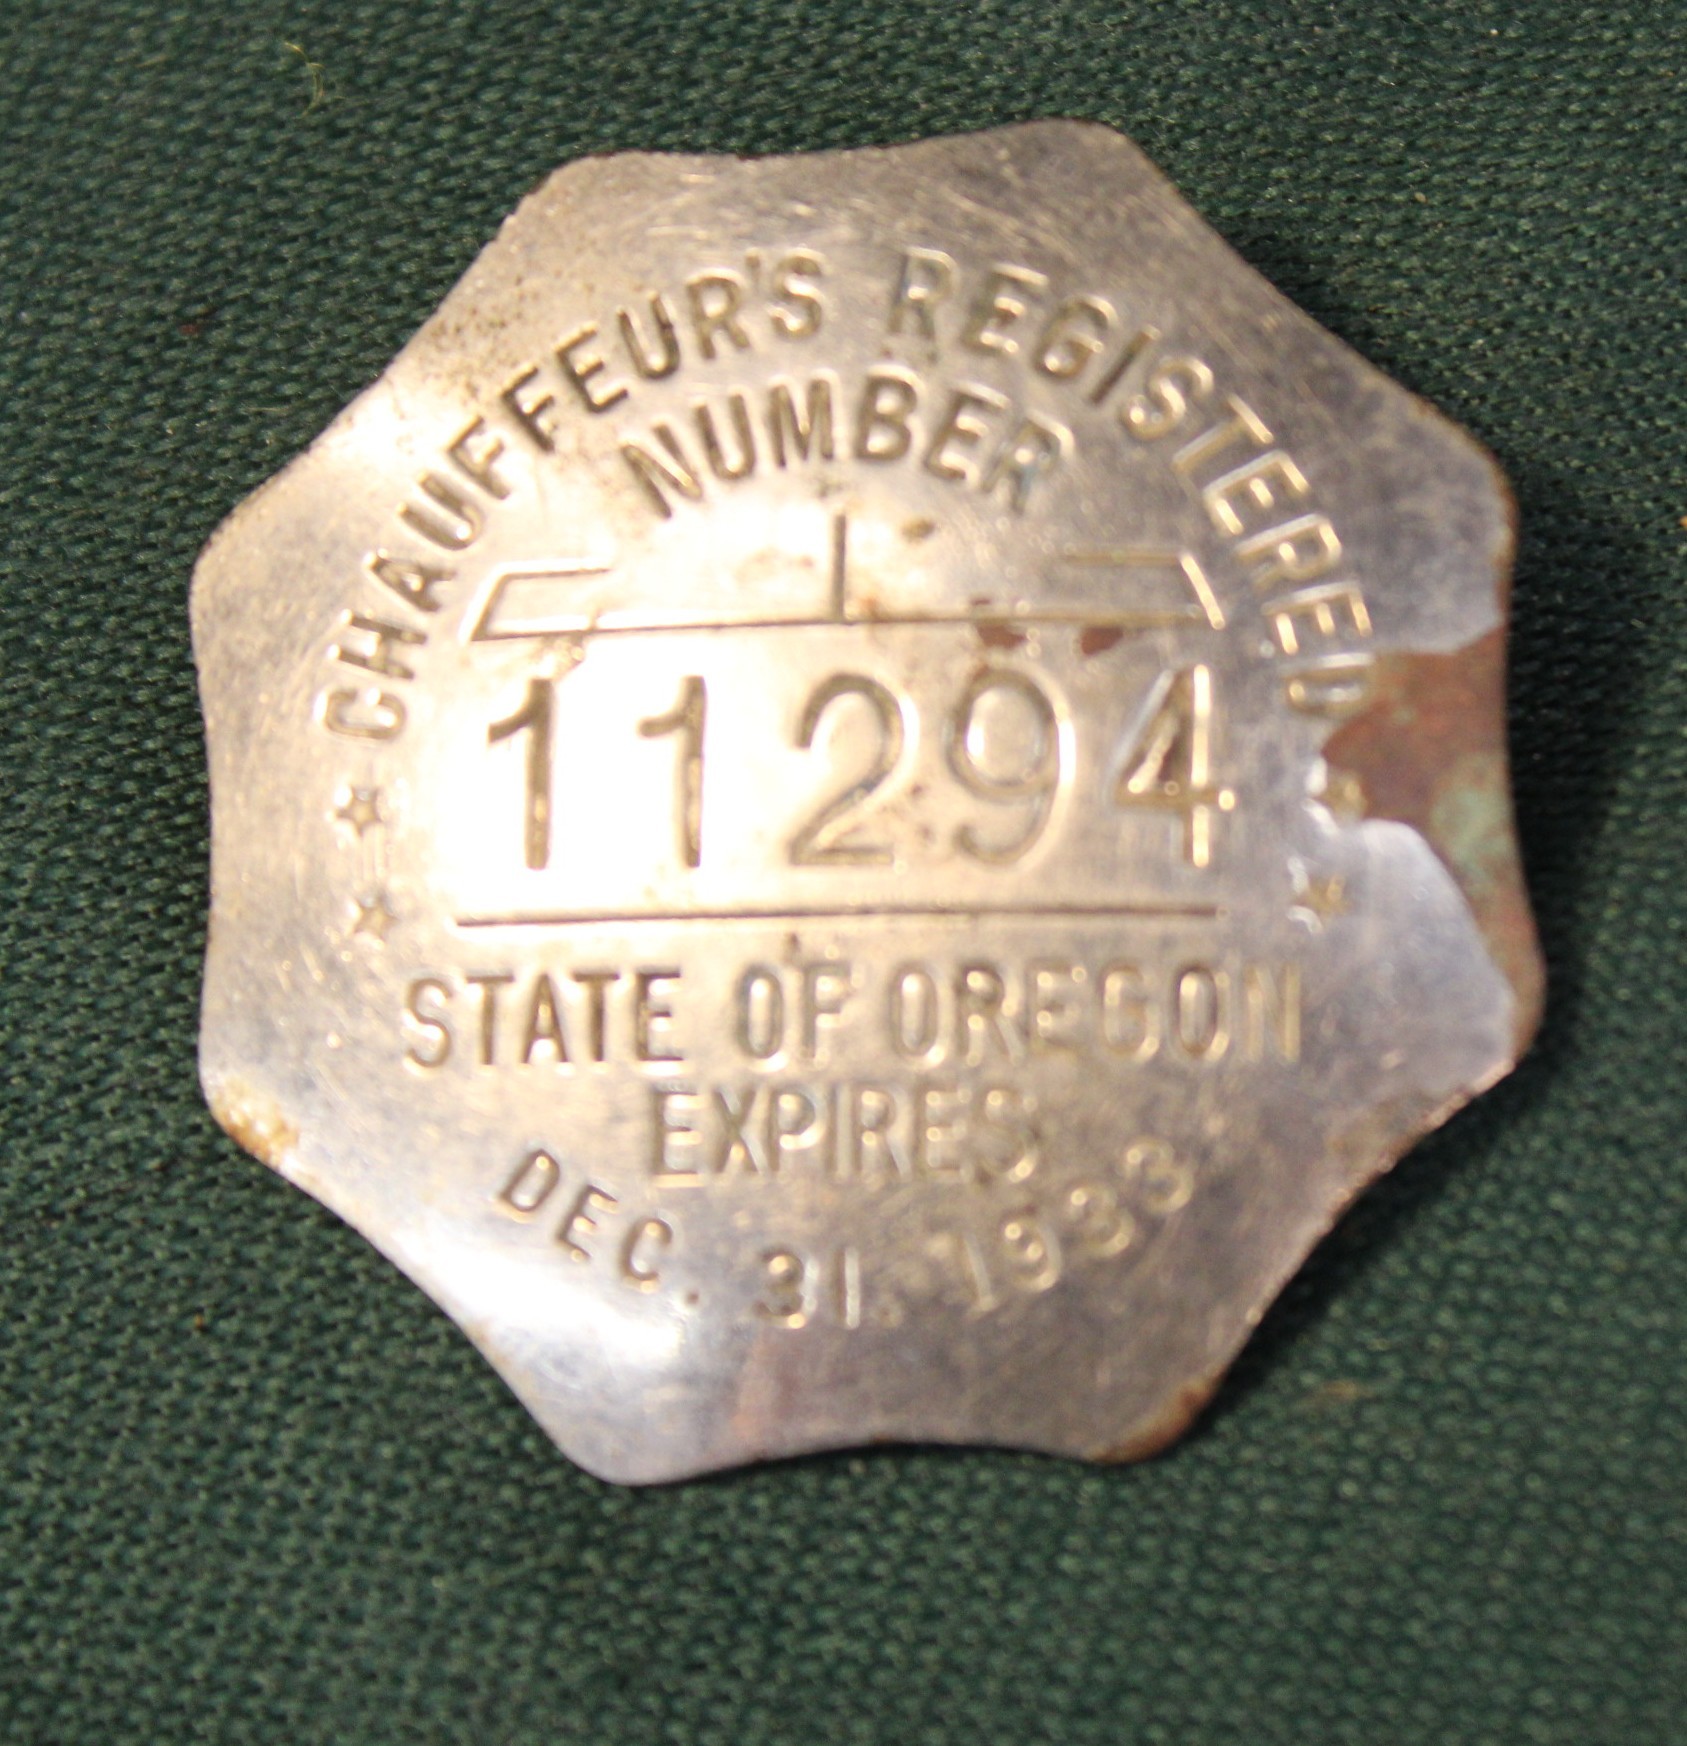 CHAUFFEUR'S REGISTERED
NUMBER
11294
STATE OF OREGON
EXPIRES
DEC. 31. 1933